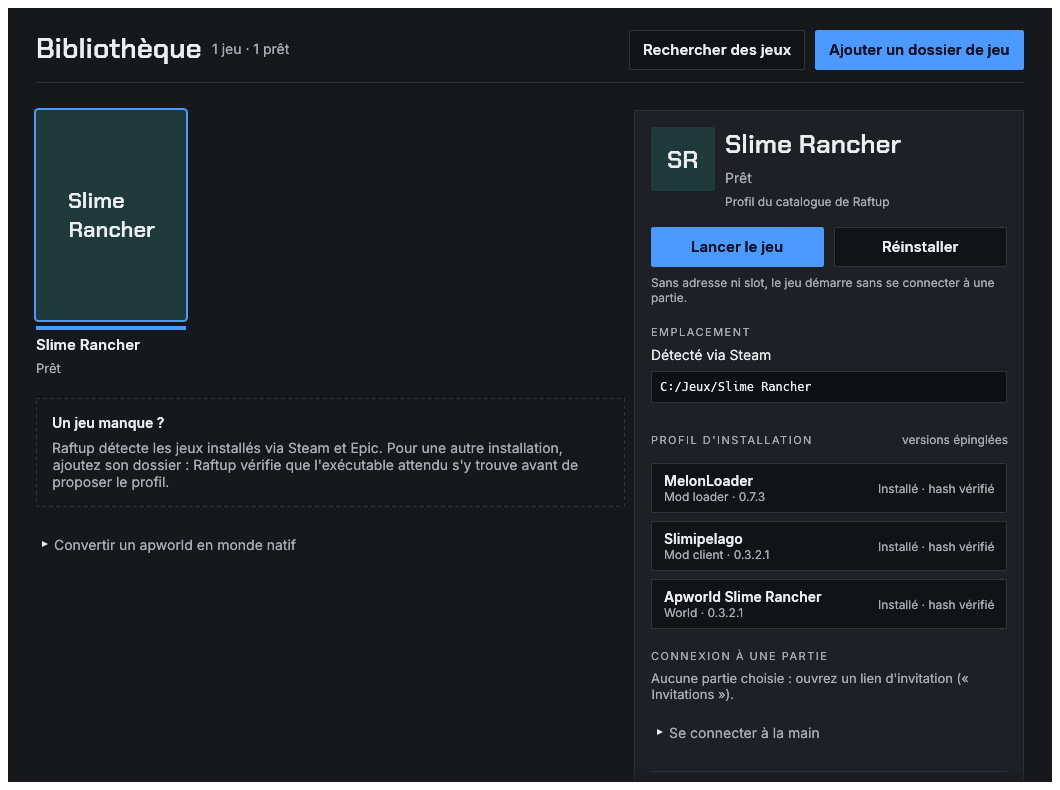 Bibliothèque 1 jeu · 1 prêt
Rechercher des jeux
Ajouter un dossier de jeu
Slime
Rancher
Slime Rancher
Prêt
Un jeu manque ?
Raftup détecte les jeux installés via Steam et Epic. Pour une autre installation,
ajoutez son dossier : Raftup vérifie que l'exécutable attendu s'y trouve avant de
proposer le profil.
Convertir un apworld en monde natif
SR
Slime Rancher
Prêt
Profil du catalogue de Raftup
Lancer le jeu
Réinstaller
Sans adresse ni slot, le jeu démarre sans se connecter à une
partie.
EMPLACEMENT
Détecté via Steam
C:/Jeux/Slime Rancher
PROFIL D'INSTALLATION
versions épinglées
MelonLoader
Mod loader · 0.7.3
Installé · hash vérifié
Slimipelago
Mod client · 0.3.2.1
Installé · hash vérifié
Apworld Slime Rancher
World · 0.3.2.1
Installé · hash vérifié
CONNEXION À UNE PARTIE
Aucune partie choisie : ouvrez un lien d'invitation («
Invitations »).
Se connecter à la main